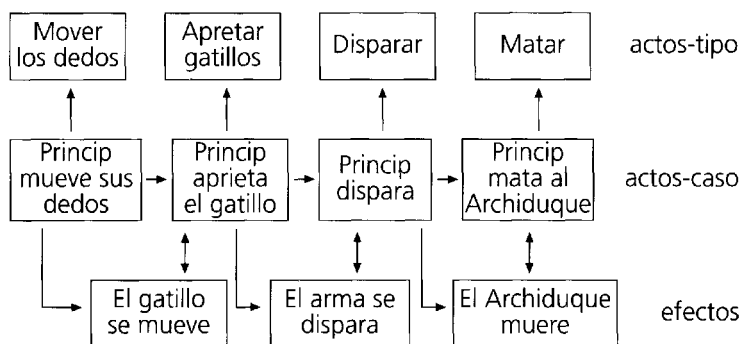 Mover
los dedos
Apretar
gatillos
Disparar
Matar
actos-tipo
Princip
mueve sus
dedos
Princip
aprieta
el gatillo
Princip
dispara
Princip
mata al
Archiduque
actos-caso
El gatillo
se mueve
El arma se
dispara
El Archiduque
muere
efectos